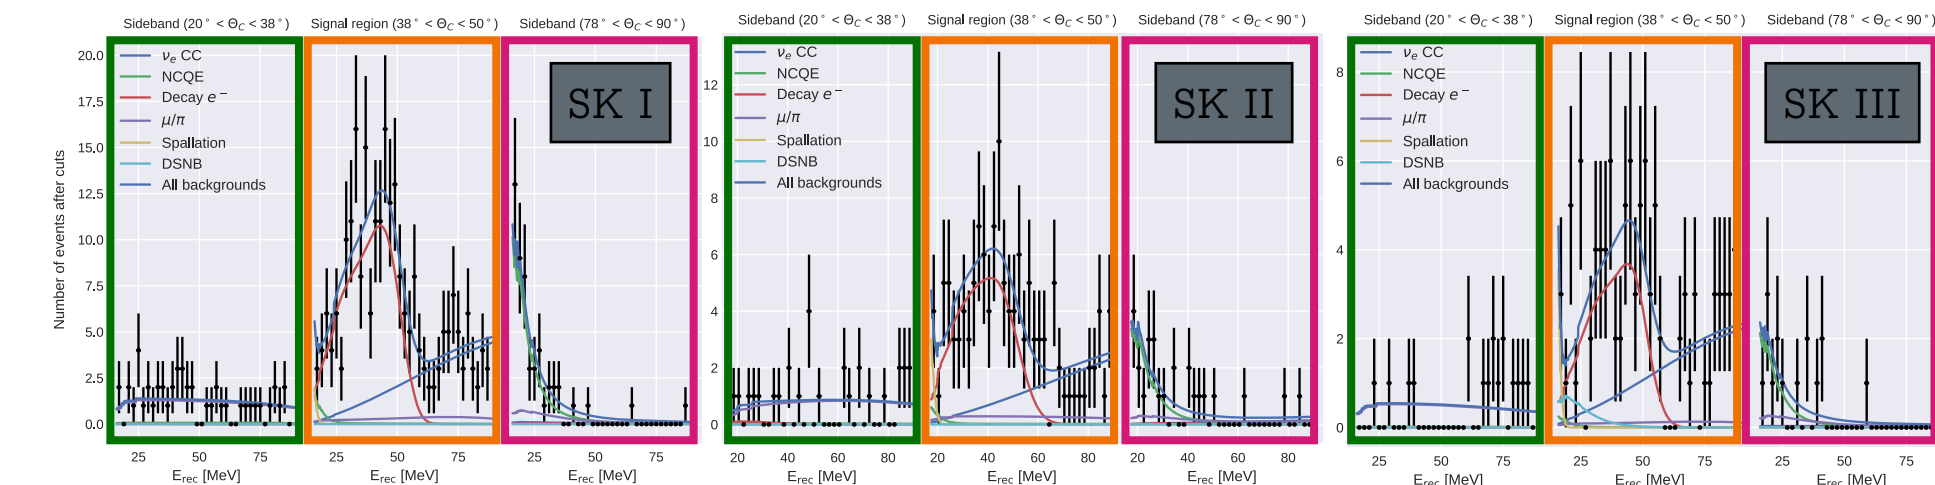 Sideband (20° < Θ_C < 38°) Signal region (38° < Θ_C < 50°) Sideband (78° < Θ_C < 90°)
Number of events after cuts
20.0
17.5
15.0
12.5
10.0
7.5
5.0
2.5
0.0
ν_e CC
NCQE
Decay e⁻
μ/π
Spallation
DSNB
All backgrounds
SK I
25 50 75 25 50 75 25 50 75
E_rec [MeV] E_rec [MeV] E_rec [MeV]
Sideband (20° < Θ_C < 38°) Signal region (38° < Θ_C < 50°) Sideband (78° < Θ_C < 90°)
12
10
8
6
4
2
0
ν_e CC
NCQE
Decay e⁻
μ/π
Spallation
DSNB
All backgrounds
SK II
20 40 60 80 20 40 60 80 20 40 60 80
E_rec [MeV] E_rec [MeV] E_rec [MeV]
Sideband (20° < Θ_C < 38°) Signal region (38° < Θ_C < 50°) Sideband (78° < Θ_C < 90°)
8
6
4
2
0
ν_e CC
NCQE
Decay e⁻
μ/π
Spallation
DSNB
All backgrounds
SK III
25 50 75 25 50 75 25 50 75
E_rec [MeV] E_rec [MeV] E_rec [MeV]